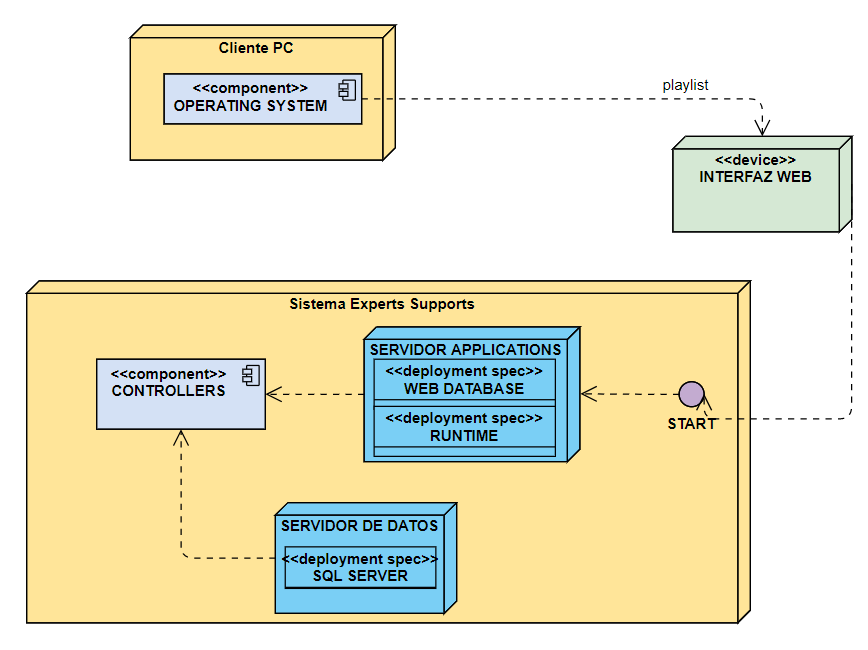 Cliente PC
<<component>>
OPERATING SYSTEM
playlist
<<device>>
INTERFAZ WEB
Sistema Experts Supports
SERVIDOR APPLICATIONS
<<deployment spec>>
WEB DATABASE
<<deployment spec>>
RUNTIME
<<component>>
CONTROLLERS
START
SERVIDOR DE DATOS
<<deployment spec>>
SQL SERVER